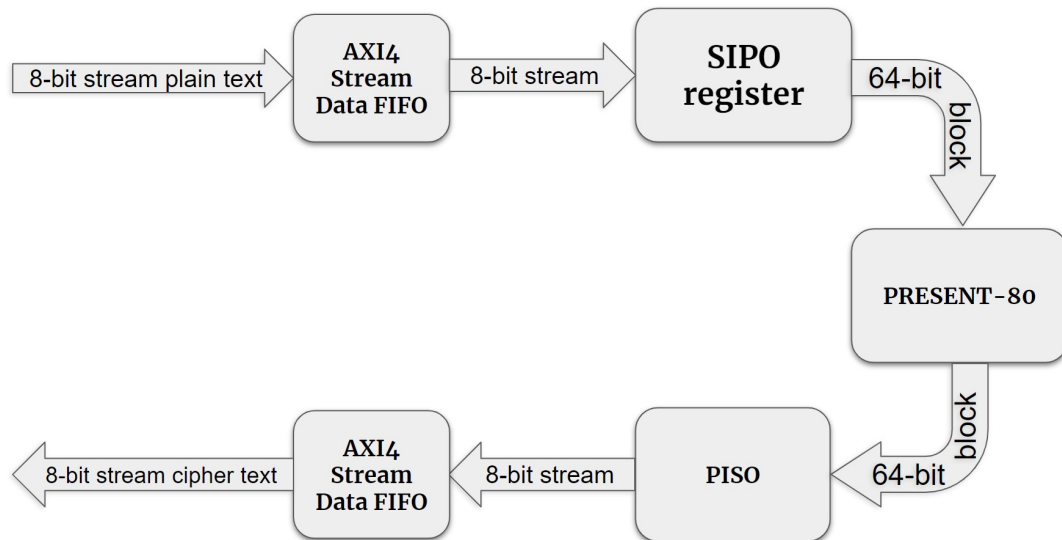 8-bit stream plain text
AXI4
Stream
Data FIFO
8-bit stream
SIPO
register
64-bit
block
PRESENT-80
block
64-bit
PISO
8-bit stream
AXI4
Stream
Data FIFO
8-bit stream cipher text